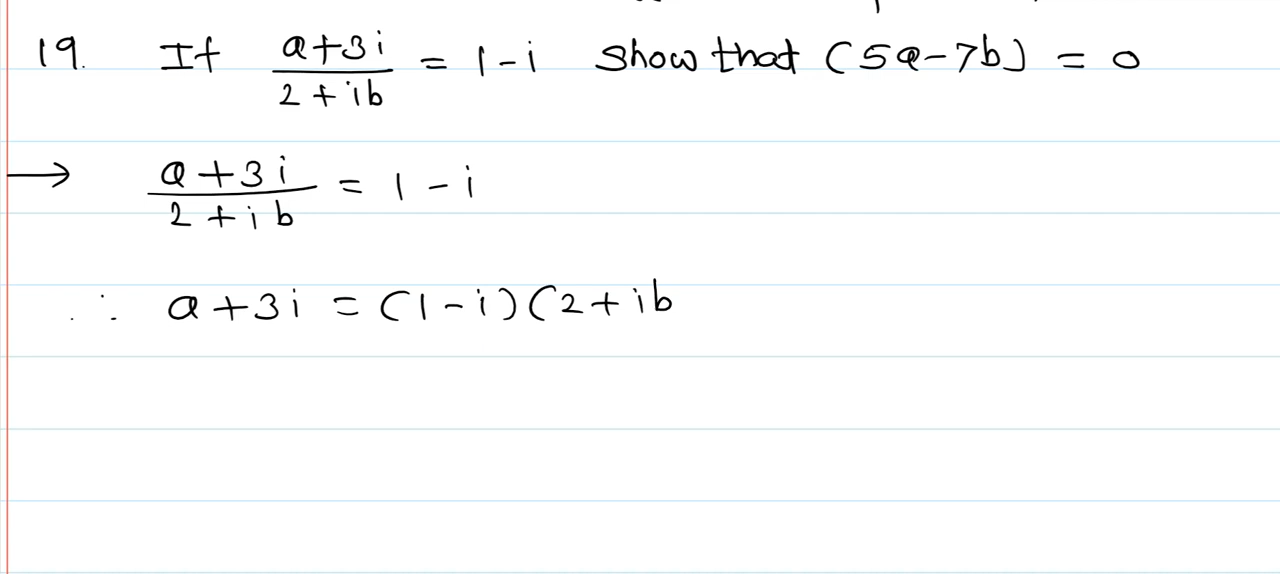 19. If a+3i / 2+ib = 1-i show that (5a-7b) = 0
→ a+3i / 2+ib = 1-i
∴ a+3i = (1-i)(2+ib